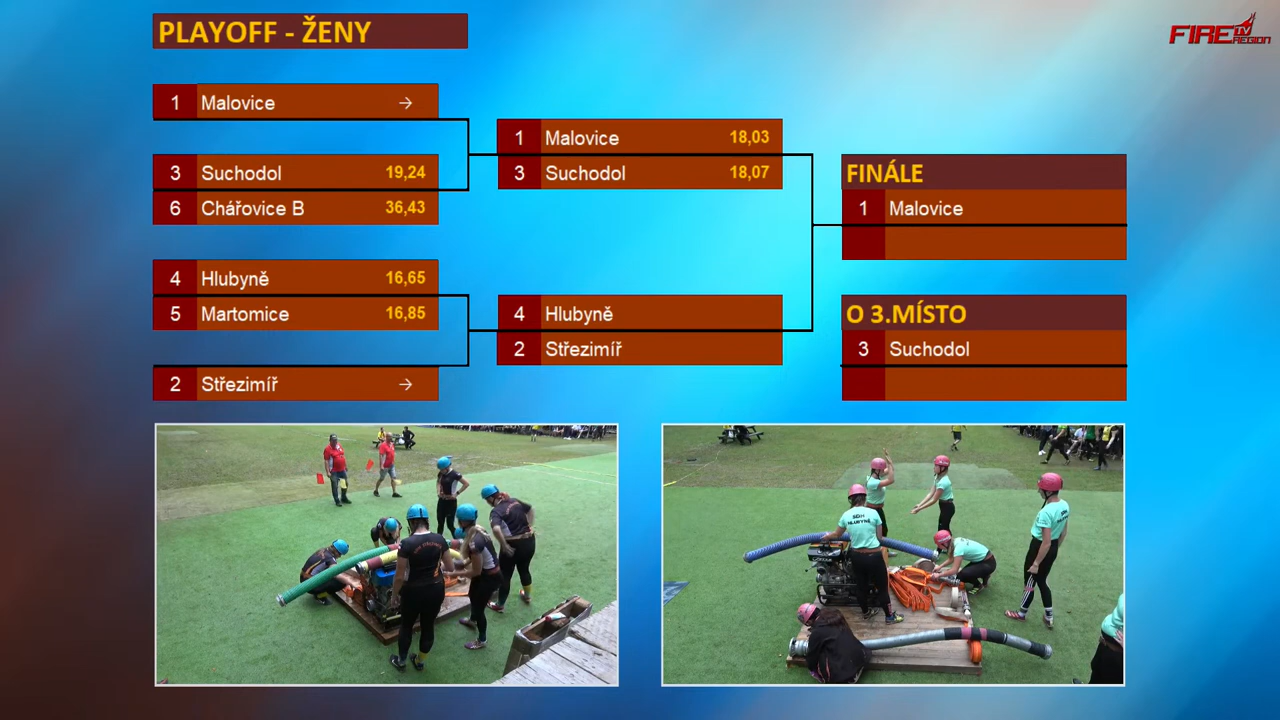 PLAYOFF - ŽENY
FIRE TV REGION
1 Malovice →
3 Suchodol 19,24
6 Chářovice B 36,43
4 Hlubyně 16,65
5 Martomice 16,85
2 Střezimíř →
1 Malovice 18,03
3 Suchodol 18,07
4 Hlubyně
2 Střezimíř
FINÁLE
1 Malovice
O 3.MÍSTO
3 Suchodol
SDH
HLUBYNĚ